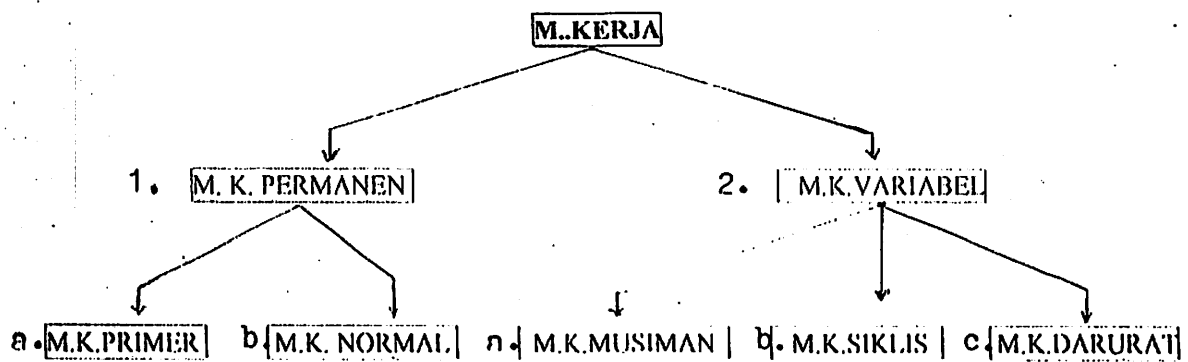 M..KERJA
1. M. K. PERMANEN 2. M.K.VARIABEL
a. M.K.PRIMER b. M.K. NORMAL a. M.K.MUSIMAN b. M.K.SIKLIS c. M.K.DARURAT